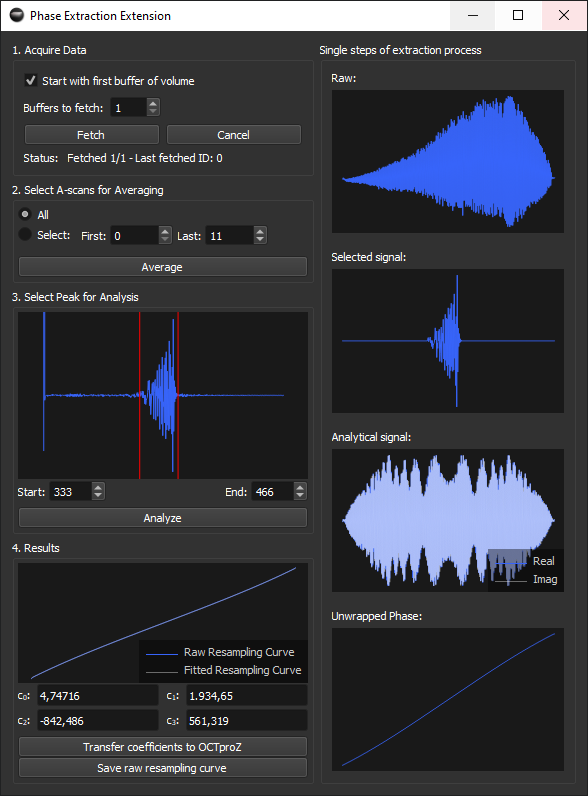 Phase Extraction Extension
1. Acquire Data
Start with first buffer of volume
Buffers to fetch: 1
Fetch Cancel
Status: Fetched 1/1 - Last fetched ID: 0
2. Select A-scans for Averaging
All
Select: First: 0 Last: 11
Average
3. Select Peak for Analysis
Start: 333 End: 466
Analyze
4. Results
Raw Resampling Curve
Fitted Resampling Curve
c₀: 4,74716 c₁: 1.934,65
c₂: -842,486 c₃: 561,319
Transfer coefficients to OCTproZ
Save raw resampling curve
Single steps of extraction process
Raw:
Selected signal:
Analytical signal:
Real
Imag
Unwrapped Phase: